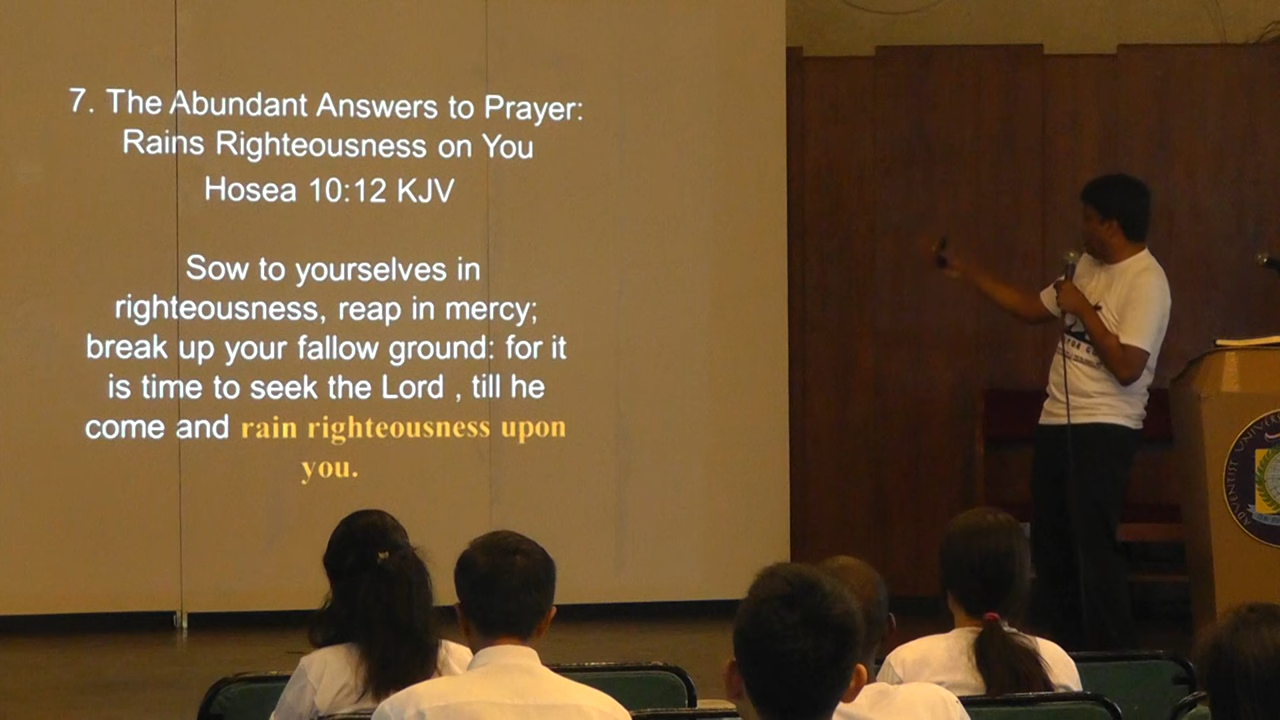 7. The Abundant Answers to Prayer:
Rains Righteousness on You
Hosea 10:12 KJV
Sow to yourselves in
righteousness, reap in mercy;
break up your fallow ground: for it
is time to seek the Lord , till he
come and rain righteousness upon
you.
ADVENTIST